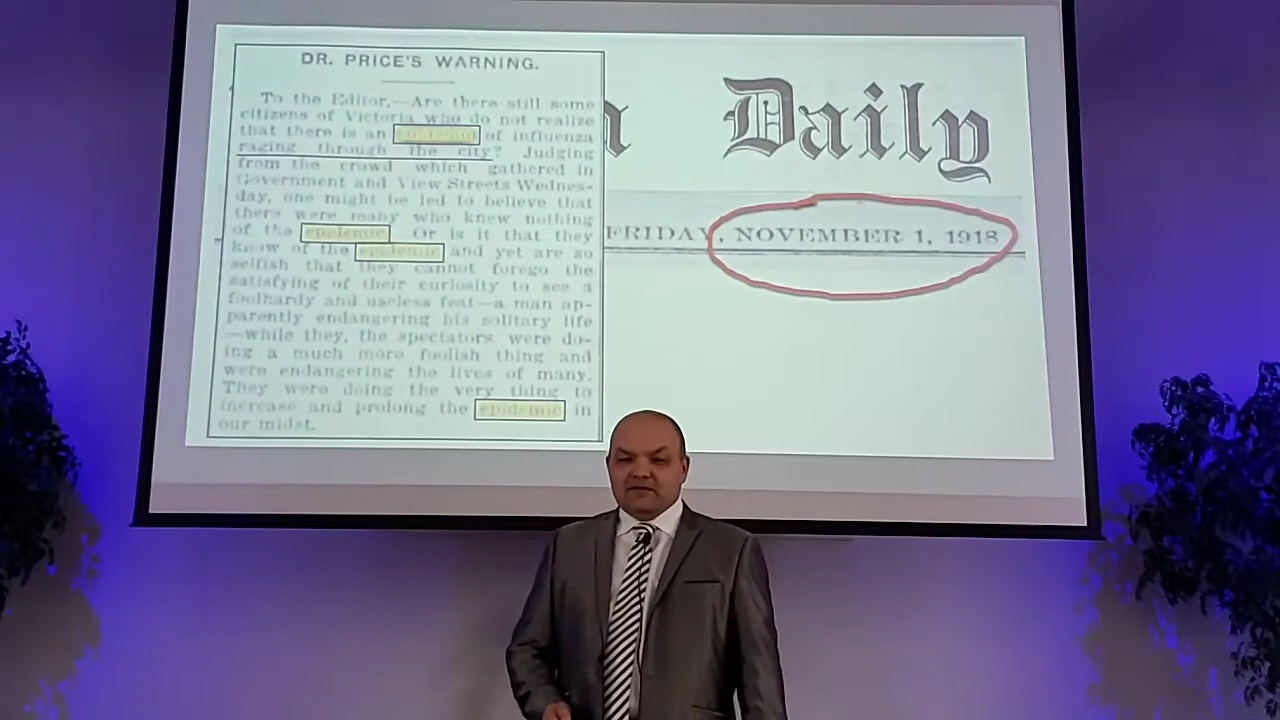 DR. PRICE'S WARNING.
To the Editor,—Are there still some
citizens of Victoria who do not realize
that there is an epidemic of influenza
raging through the city? Judging
from the crowd which gathered in
Government and View Streets Wednes-
day, one might be led to believe that
there were many who knew nothing
of the epidemic. Or is it that they
know of the epidemic and yet are so
selfish that they cannot forego the
satisfying of their curiosity to see a
foolhardy and useless feat—a man ap-
parently endangering his solitary life
—while they, the spectators, were do-
ing a much more foolish thing and
were endangering the lives of many.
They were doing the very thing to
increase and prolong the epidemic in
our midst.
a Daily
FRIDAY, NOVEMBER 1, 1918